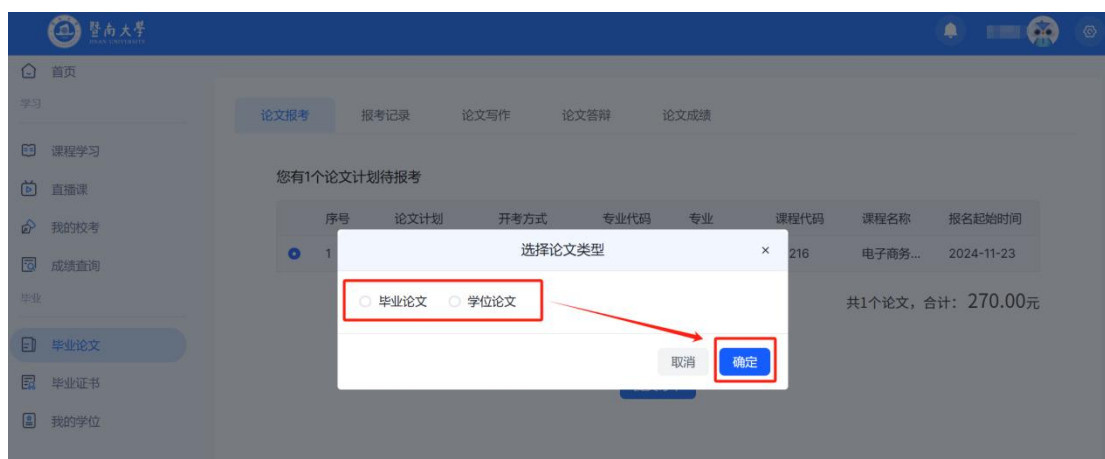 暨南大學
JINAN UNIVERSITY
首页
学习
课程学习
直播课
我的校考
成绩查询
毕业
毕业论文
毕业证书
我的学位
论文报考 报考记录 论文写作 论文答辩 论文成绩
您有1个论文计划待报考
序号 论文计划 开考方式 专业代码 专业 课程代码 课程名称 报名起始时间
1 216 电子商务... 2024-11-23
选择论文类型 ×
毕业论文 学位论文
共1个论文，合计：270.00元
取消 确定